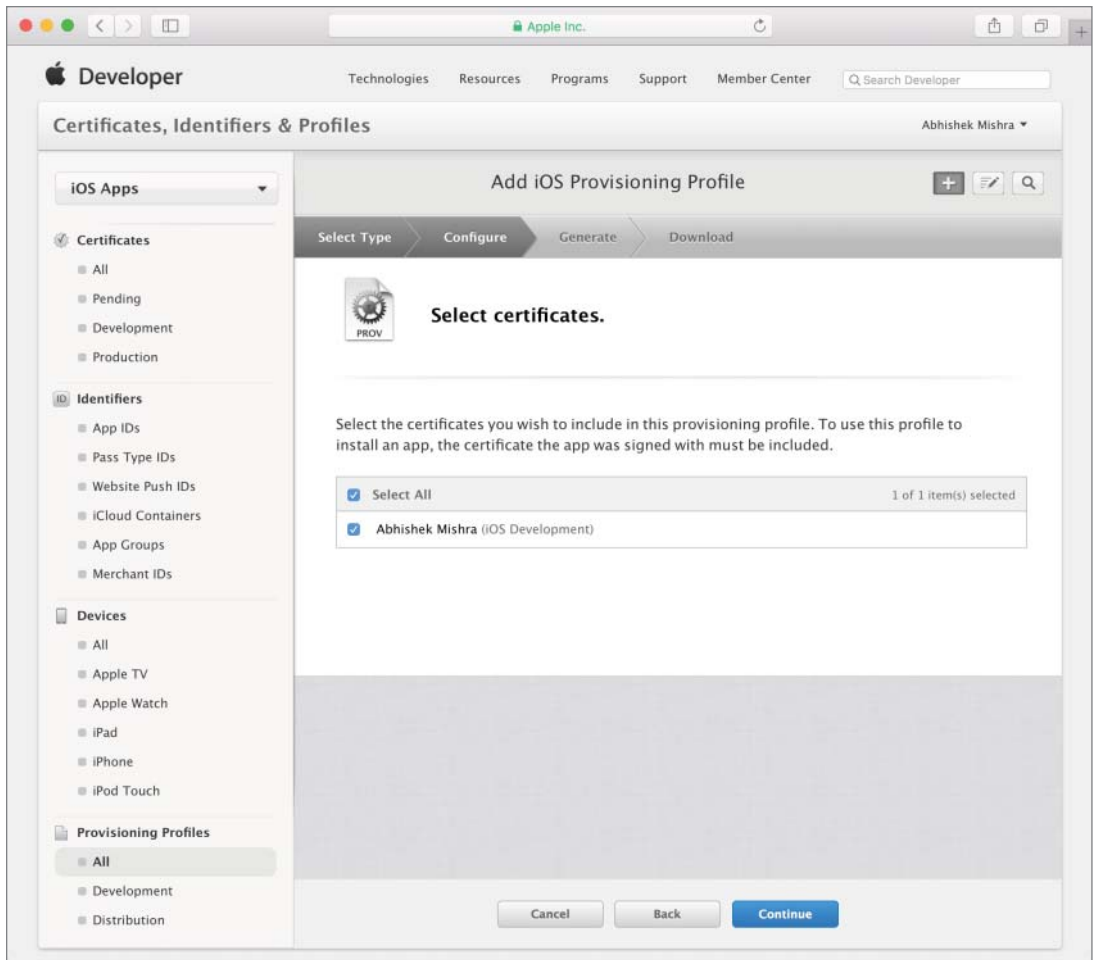 Apple Inc.
Developer
Technologies Resources Programs Support Member Center Search Developer
Certificates, Identifiers & Profiles
Abhishek Mishra
iOS Apps
Certificates
All
Pending
Development
Production
ID Identifiers
App IDs
Pass Type IDs
Website Push IDs
iCloud Containers
App Groups
Merchant IDs
Devices
All
Apple TV
Apple Watch
iPad
iPhone
iPod Touch
Provisioning Profiles
All
Development
Distribution
Add iOS Provisioning Profile
Select Type Configure Generate Download
PROV
Select certificates.
Select the certificates you wish to include in this provisioning profile. To use this profile to
install an app, the certificate the app was signed with must be included.
Select All 1 of 1 item(s) selected
Abhishek Mishra (iOS Development)
Cancel Back Continue